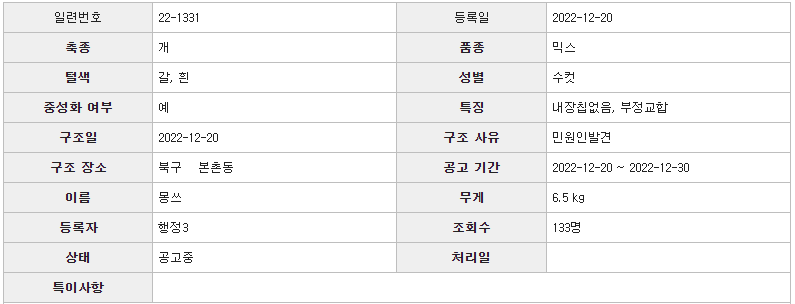 일련번호 22-1331 등록일 2022-12-20
축종 개 품종 믹스
털색 갈, 흰 성별 수컷
중성화 여부 예 특징 내장칩없음, 부정교합
구조일 2022-12-20 구조 사유 민원인발견
구조 장소 북구 본촌동 공고 기간 2022-12-20 ~ 2022-12-30
이름 몽쓰 무게 6.5 kg
등록자 행정3 조회수 133명
상태 공고중 처리일
특이사항